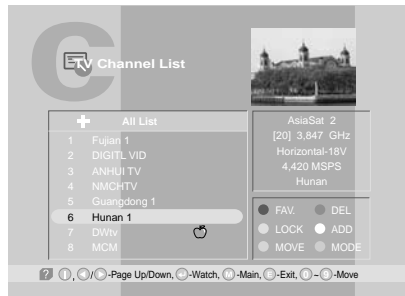 TV Channel List
All List
1 Fujian 1
2 DIGITL VID
3 ANHUI TV
4 NMCHTV
5 Guangdong 1
6 Hunan 1
7 DWtv
8 MCM
AsiaSat 2
[20] 3,847 GHz
Horizontal-18V
4,420 MSPS
Hunan
FAV. DEL
LOCK ADD
MOVE MODE
? , / -Page Up/Down, -Watch, M -Main, E -Exit, 0 ~ 9 -Move